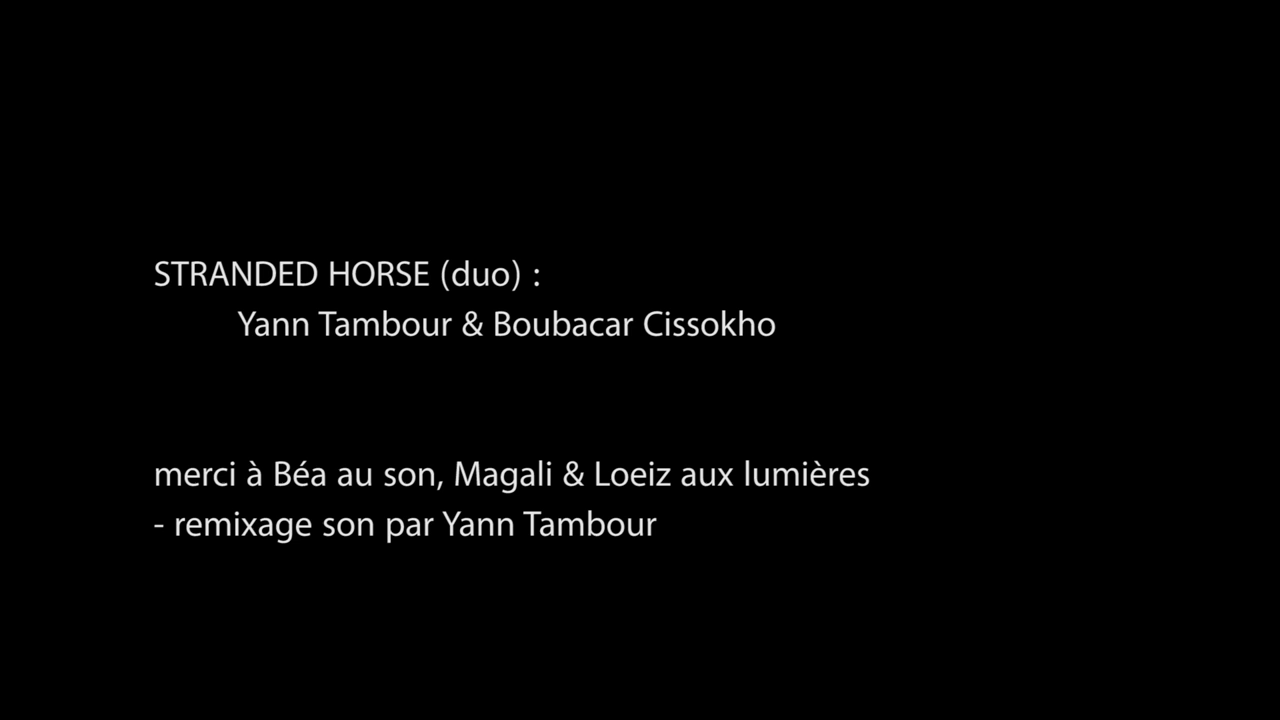 STRANDED HORSE (duo) :
Yann Tambour & Boubacar Cissokho
merci à Béa au son, Magali & Loeiz aux lumières
- remixage son par Yann Tambour